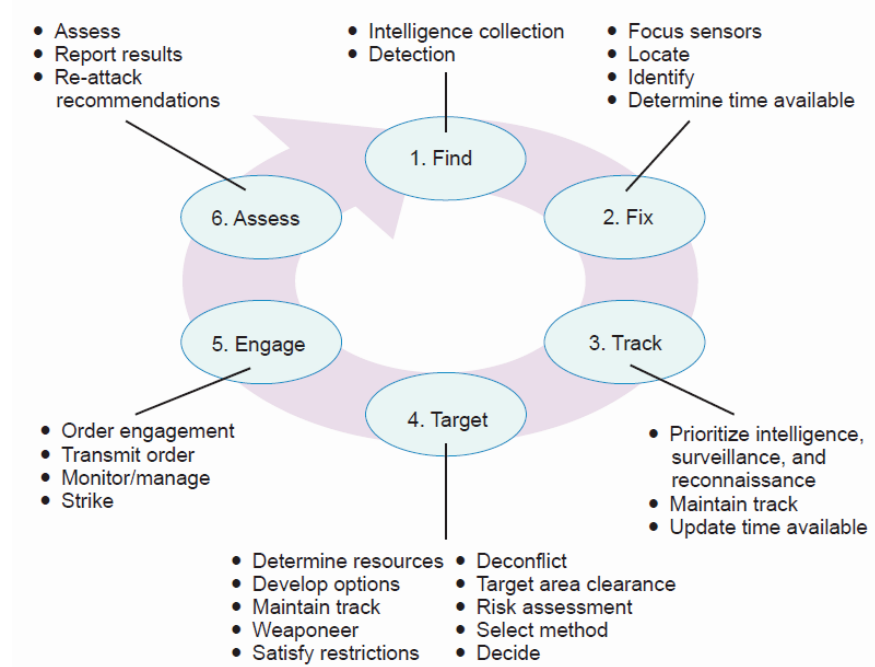 • Assess
• Report results
• Re-attack
recommendations
• Intelligence collection
• Detection
• Focus sensors
• Locate
• Identify
• Determine time available
1. Find
2. Fix
3. Track
4. Target
5. Engage
6. Assess
• Prioritize intelligence,
surveillance, and
reconnaissance
• Maintain track
• Update time available
• Determine resources
• Develop options
• Maintain track
• Weaponeer
• Satisfy restrictions
• Deconflict
• Target area clearance
• Risk assessment
• Select method
• Decide
• Order engagement
• Transmit order
• Monitor/manage
• Strike